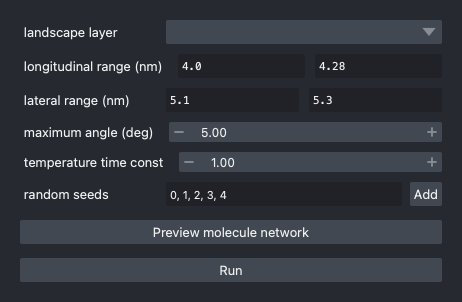 landscape layer
longitudinal range (nm) 4.0 4.28
lateral range (nm) 5.1 5.3
maximum angle (deg) − 5.00 +
temperature time const − 1.00 +
random seeds 0, 1, 2, 3, 4 Add
Preview molecule network
Run